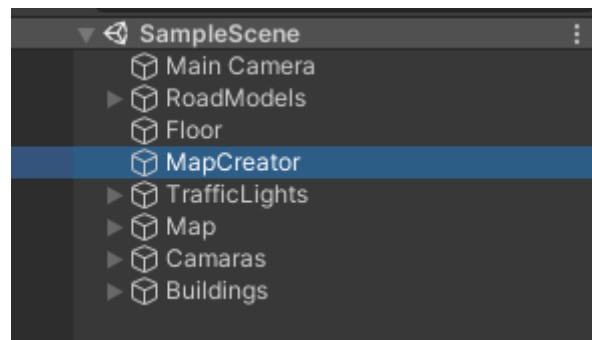 SampleScene
Main Camera
RoadModels
Floor
MapCreator
TrafficLights
Map
Camaras
Buildings